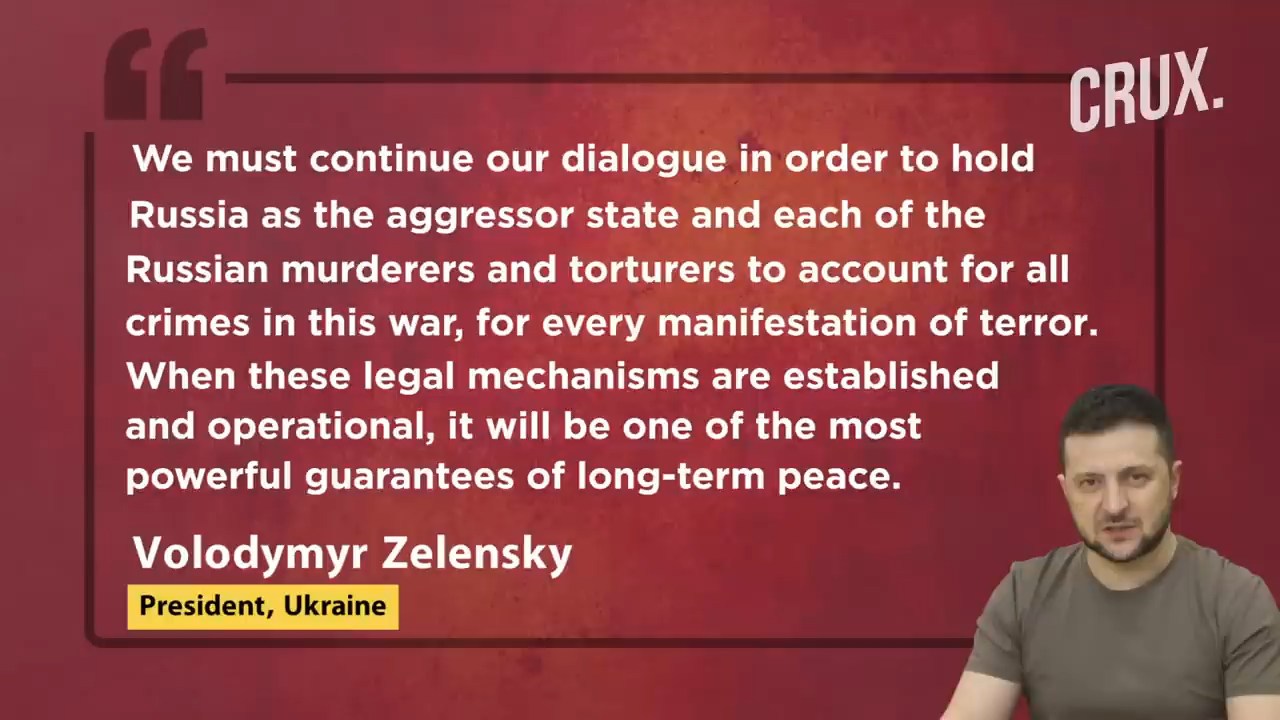 CRUX.
We must continue our dialogue in order to hold
Russia as the aggressor state and each of the
Russian murderers and torturers to account for all
crimes in this war, for every manifestation of terror.
When these legal mechanisms are established
and operational, it will be one of the most
powerful guarantees of long-term peace.
Volodymyr Zelensky
President, Ukraine